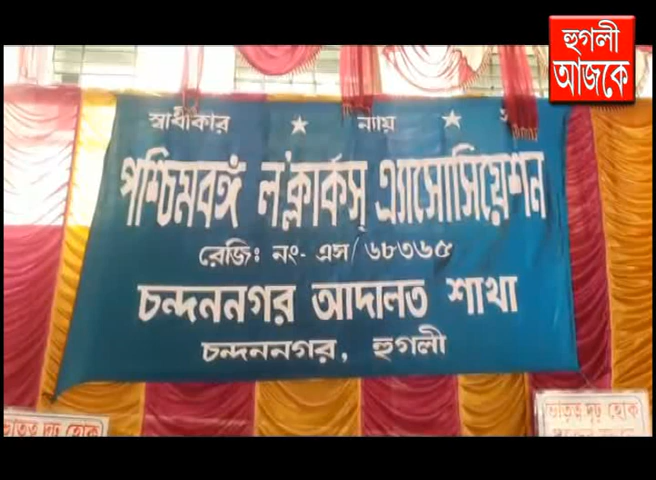 হুগলী
আজকে
স্বাধীকার ★ ন্যায় ★
পশ্চিমবঙ্গ ল'ক্লার্কস্ এ্যাসোসিয়েশন
রেজিঃ নং- এস/৬৮৩৬৫
চন্দননগর আদালত শাখা
চন্দননগর, হুগলী
দৃঢ় হোক
দৃঢ় হোক